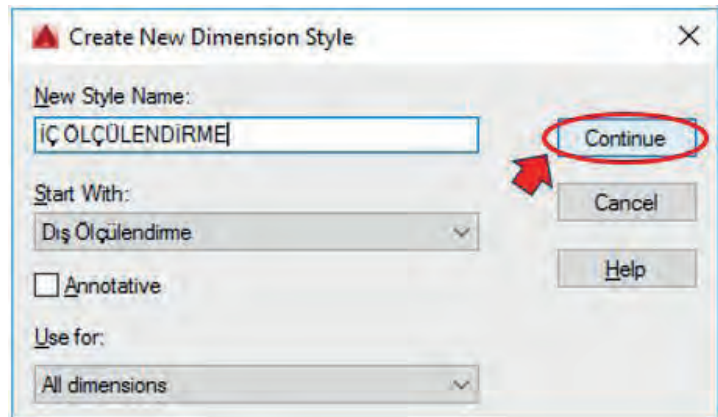 Create New Dimension Style
New Style Name:
İÇ ÖLÇÜLENDİRME
Continue
Start With:
Dış Ölçülendirme
Cancel
Annotative
Help
Use for:
All dimensions